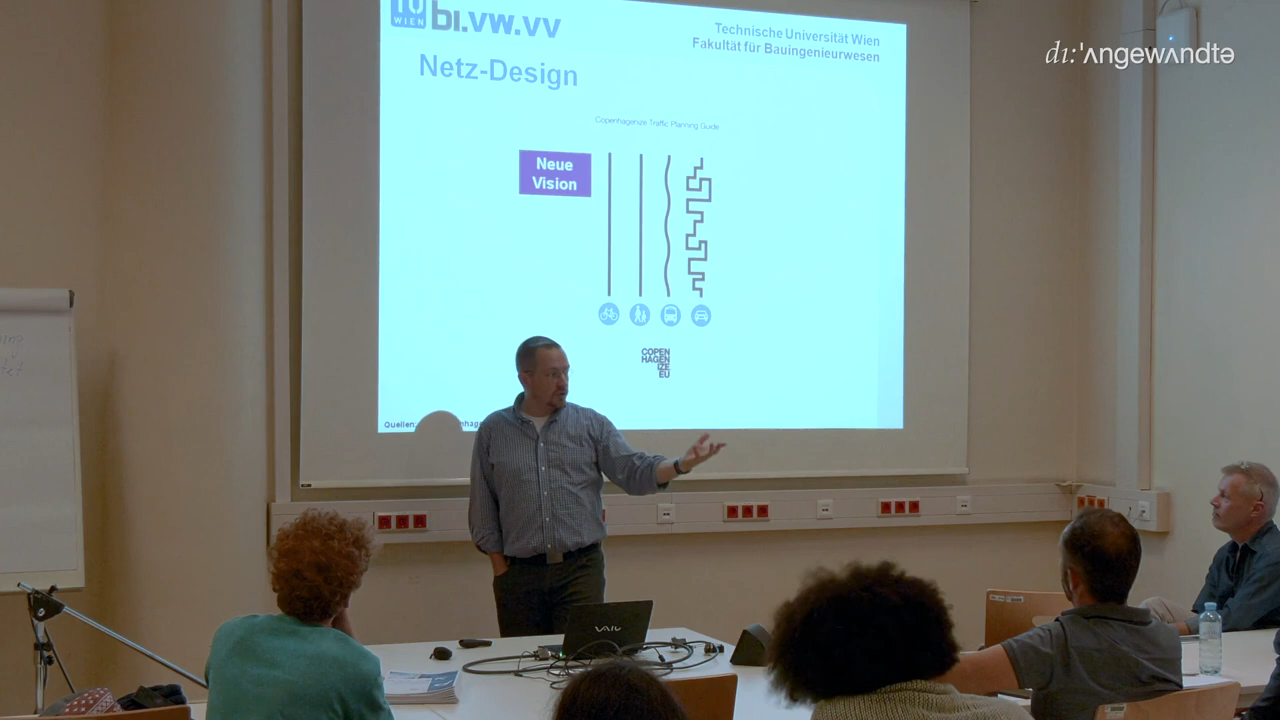 TU
WIEN
bi.vw.vv
Technische Universität Wien
Fakultät für Bauingenieurwesen
dı:ˈʌngewʌndtə
Netz-Design
Copenhagenize Traffic Planning Guide
Neue
Vision
COPEN
HAGEN
IZE
EU
Quellen:
VAIO